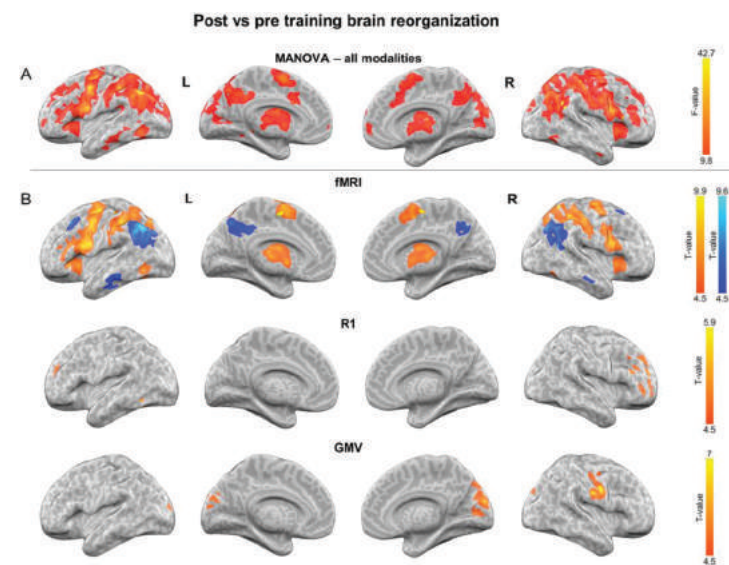 Post vs pre training brain reorganization
MANOVA – all modalities
A
L
R
42.7
F-value
9.8
fMRI
B
L
R
9.9
9.6
T-value
T-value
4.5
4.5
R1
5.9
T-value
4.5
GMV
7
T-value
4.5